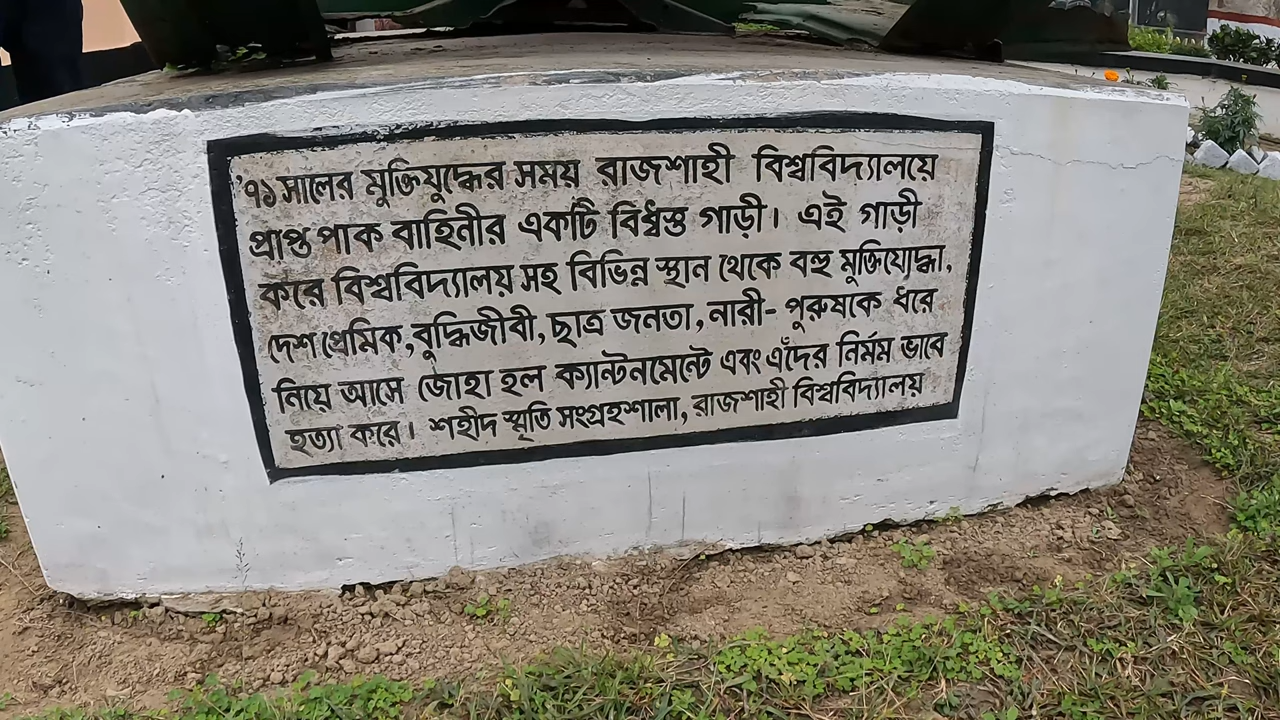 '৭১ সালের মুক্তিযুদ্ধের সময় রাজশাহী বিশ্ববিদ্যালয়ে
প্রাপ্ত পাক বাহিনীর একটি বিধ্বস্ত গাড়ী। এই গাড়ী
করে বিশ্ববিদ্যালয় সহ বিভিন্ন স্থান থেকে বহু মুক্তিযোদ্ধা,
দেশ প্রেমিক, বুদ্ধিজীবী, ছাত্র জনতা, নারী- পুরুষকে ধরে
নিয়ে আসে জোহা হল ক্যান্টনমেন্টে এবং এঁদের নির্মম ভাবে
হত্যা করে। শহীদ স্মৃতি সংগ্রহশালা, রাজশাহী বিশ্ববিদ্যালয়